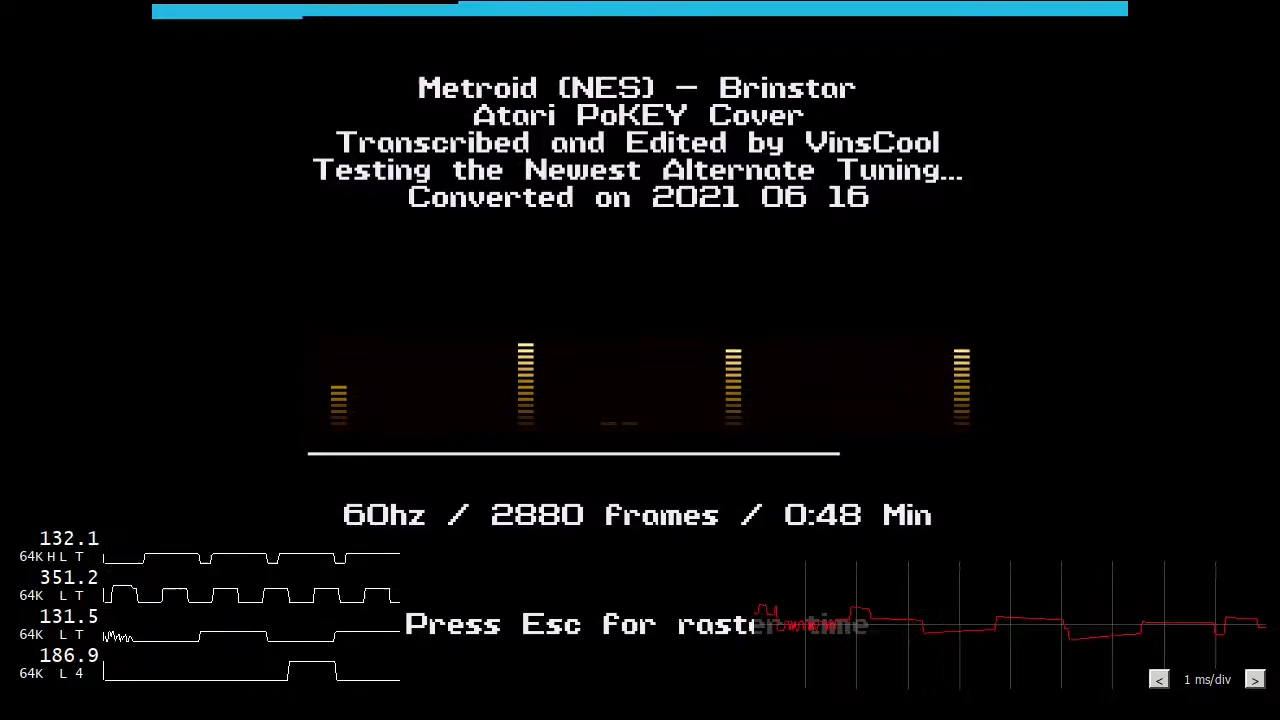 Metroid (NES) - Brinstar
Atari PoKEY Cover
Transcribed and Edited by VinsCool
Testing the Newest Alternate Tuning...
Converted on 2021 06 16
60hz / 2880 frames / 0:48 Min
132.1
64K H L T
351.2
64K L T
131.5
64K L T
186.9
64K L 4
Press Esc for rastertime
< 1 ms/div >